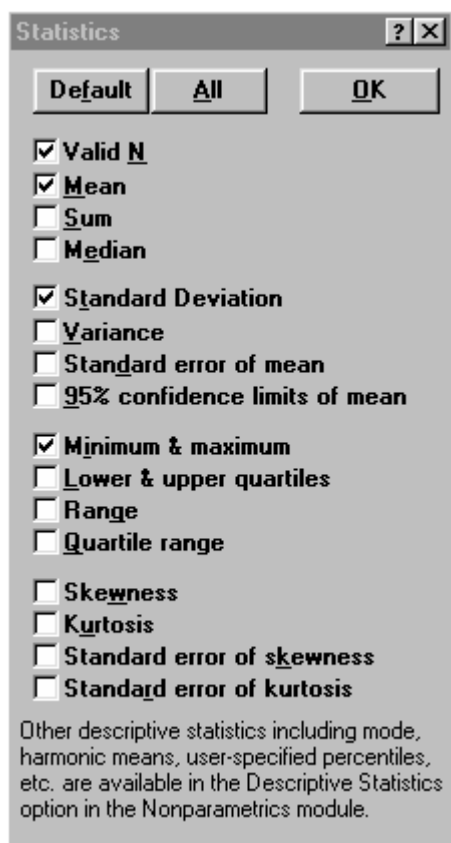 Statistics
Default All OK
Valid N
Mean
Sum
Median
Standard Deviation
Variance
Standard error of mean
95% confidence limits of mean
Minimum & maximum
Lower & upper quartiles
Range
Quartile range
Skewness
Kurtosis
Standard error of skewness
Standard error of kurtosis
Other descriptive statistics including mode,
harmonic means, user-specified percentiles,
etc. are available in the Descriptive Statistics
option in the Nonparametrics module.